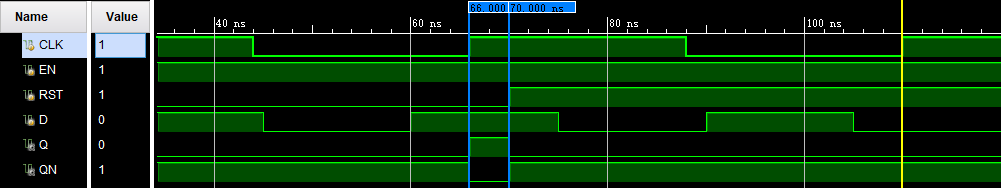 Name Value
66.000 70.000 ns
40 ns 60 ns 80 ns 100 ns
CLK 1
EN 1
RST 1
D 0
Q 0
QN 1